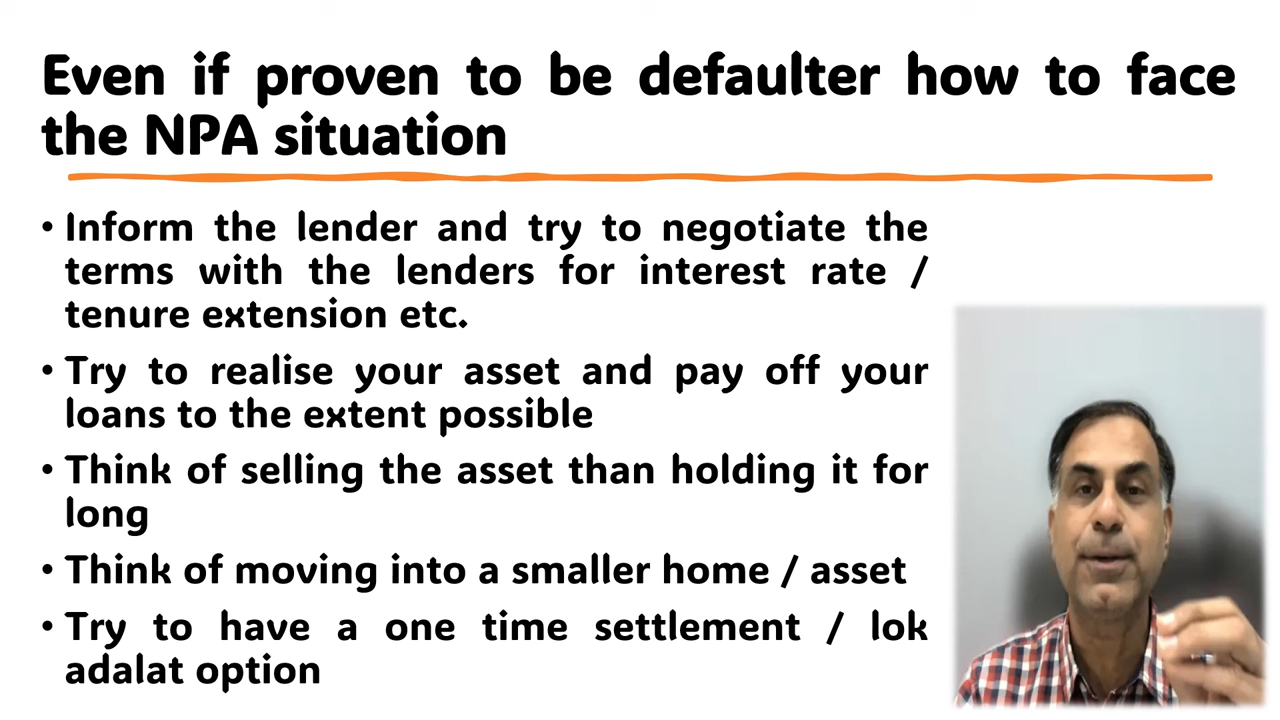 Even if proven to be defaulter how to face
the NPA situation
• Inform the lender and try to negotiate the
terms with the lenders for interest rate /
tenure extension etc.
• Try to realise your asset and pay off your
loans to the extent possible
• Think of selling the asset than holding it for
long
• Think of moving into a smaller home / asset
• Try to have a one time settlement / lok
adalat option